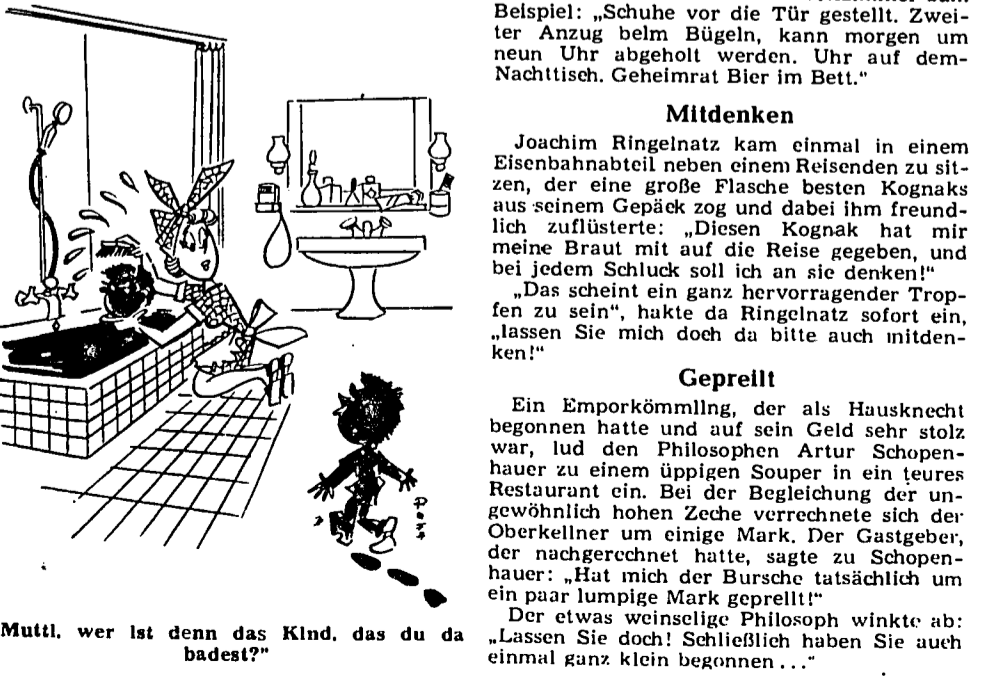 Muttl, wer ist denn das Kind, das du da
badest?"
Beispiel: „Schuhe vor die Tür gestellt. Zwei-
ter Anzug beim Bügeln, kann morgen um
neun Uhr abgeholt werden. Uhr auf dem-
Nachttisch. Geheimrat Bier im Bett."
Mitdenken
Joachim Ringelnatz kam einmal in einem
Eisenbahnabteil neben einem Reisenden zu sit-
zen, der eine große Flasche besten Kognaks
aus seinem Gepäck zog und dabei ihm freund-
lich zuflüsterte: „Diesen Kognak hat mir
meine Braut mit auf die Reise gegeben, und
bei jedem Schluck soll ich an sie denken!"
„Das scheint ein ganz hervorragender Trop-
fen zu sein", hakte da Ringelnatz sofort ein,
„lassen Sie mich doch da bitte auch mitden-
ken!"
Geprellt
Ein Emporkömmling, der als Hausknecht
begonnen hatte und auf sein Geld sehr stolz
war, lud den Philosophen Artur Schopen-
hauer zu einem üppigen Souper in ein teures
Restaurant ein. Bei der Begleichung der un-
gewöhnlich hohen Zeche verrechnete sich der
Oberkellner um einige Mark. Der Gastgeber,
der nachgerechnet hatte, sagte zu Schopen-
hauer: „Hat mich der Bursche tatsächlich um
ein paar lumpige Mark geprellt!"
Der etwas weinselige Philosoph winkte ab:
„Lassen Sie doch! Schließlich haben Sie auch
einmal ganz klein begonnen ..."